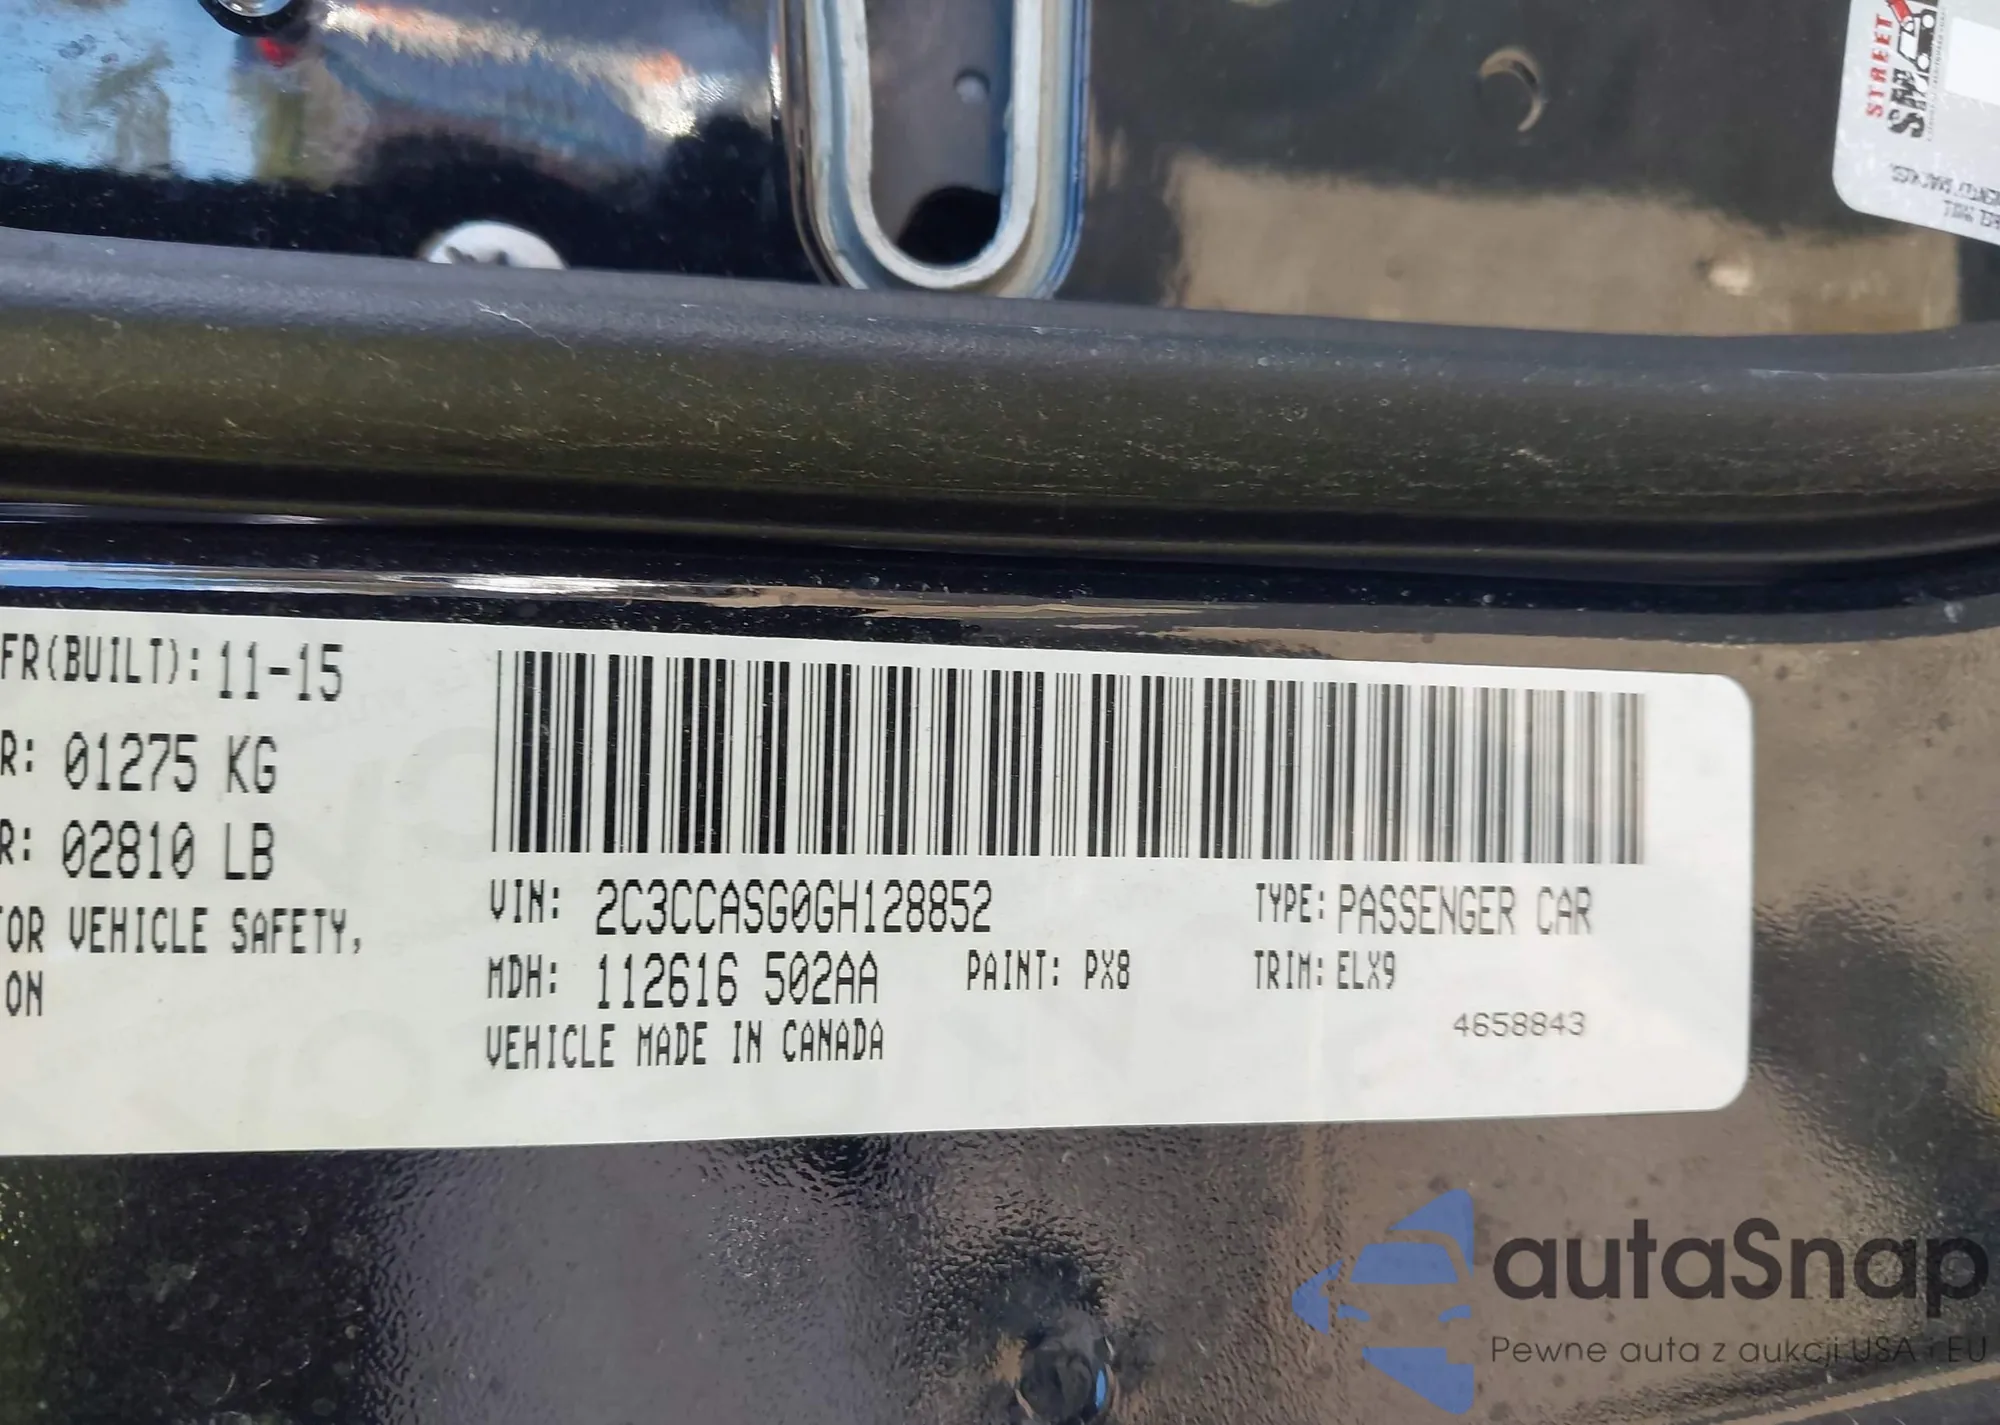 STREET
FR(BUILT): 11-15
R: 01275 KG
R: 02810 LB
OR VEHICLE SAFETY,
ON
VIN: 2C3CCASG0GH128852
TYPE: PASSENGER CAR
MDH: 112616 502AA
PAINT: PX8
TRIM: ELX9
VEHICLE MADE IN CANADA
4658843
autaSnap
Pewne auta z aukcji USA i EU